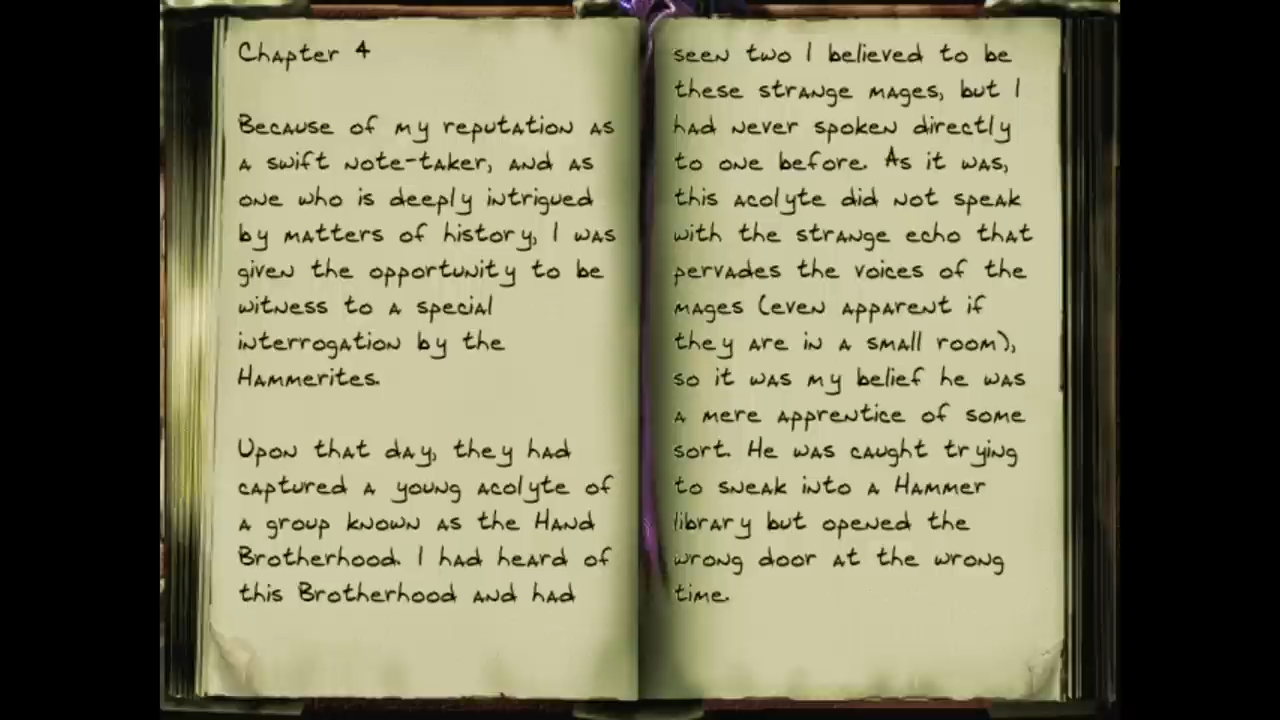 Chapter 4
Because of my reputation as
a swift note-taker, and as
one who is deeply intrigued
by matters of history, I was
given the opportunity to be
witness to a special
interrogation by the
Hammerites.
Upon that day, they had
captured a young acolyte of
a group known as the Hand
Brotherhood. I had heard of
this Brotherhood and had
seen two I believed to be
these strange mages, but I
had never spoken directly
to one before. As it was,
this acolyte did not speak
with the strange echo that
pervades the voices of the
mages (even apparent if
they are in a small room),
so it was my belief he was
a mere apprentice of some
sort. He was caught trying
to sneak into a Hammer
library but opened the
wrong door at the wrong
time.